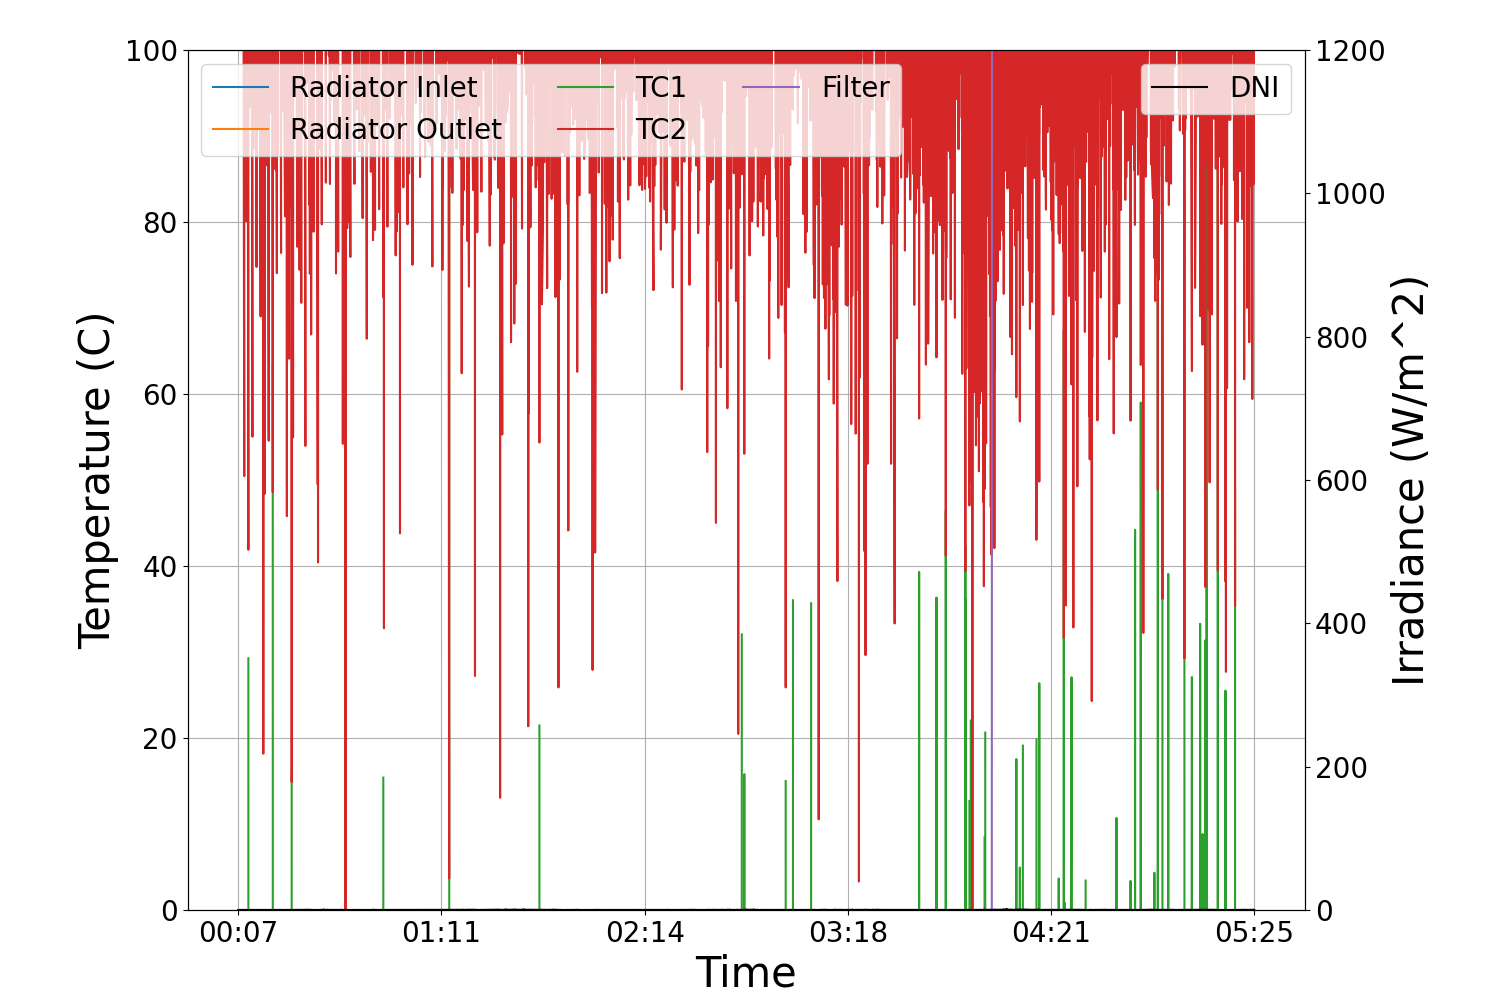 100
80
60
40
20
0
Temperature (C)
Radiator Inlet
Radiator Outlet
TC1
TC2
Filter
DNI
1200
1000
800
600
400
200
0
Irradiance (W/m^2)
00:07 01:11 02:14 03:18 04:21 05:25
Time